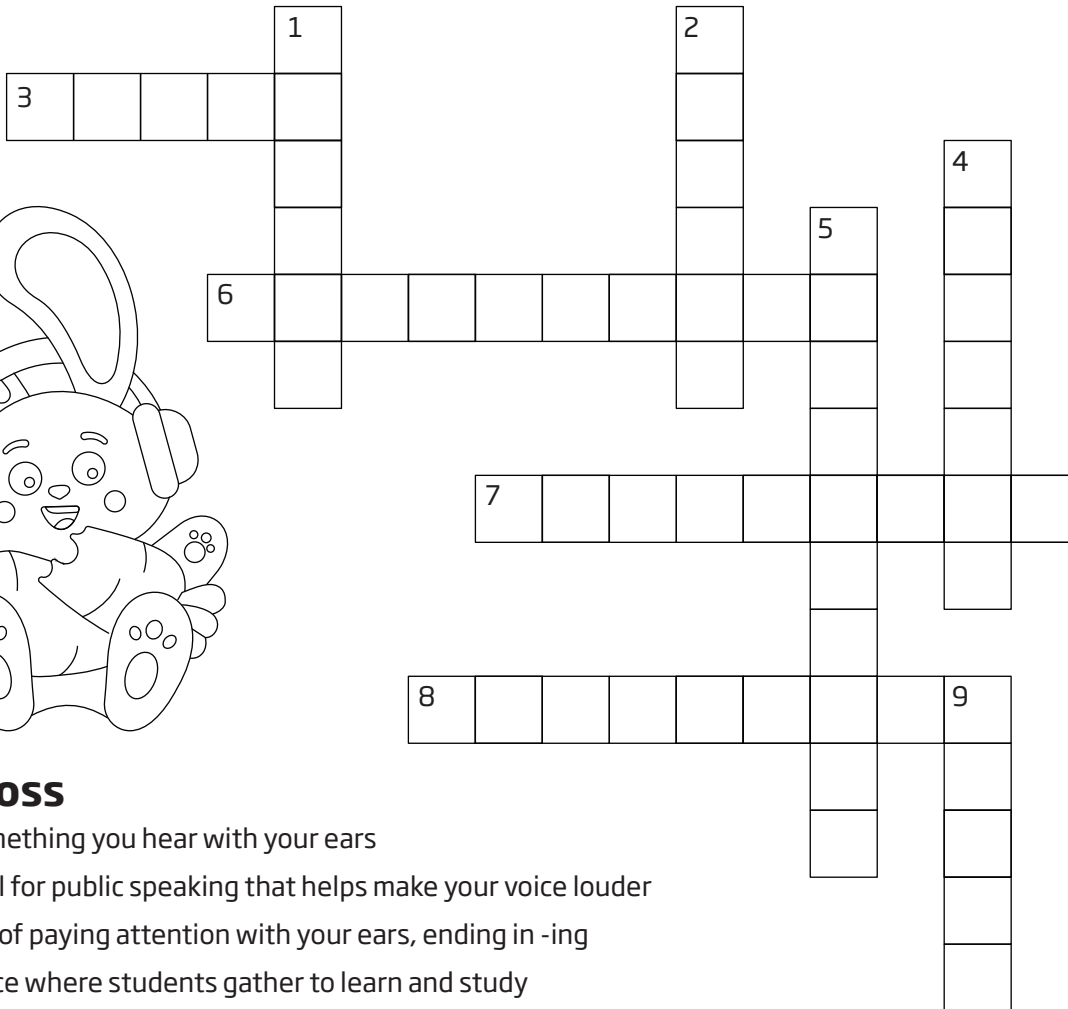 1 2
3
4
5
6
7
8 9
oss
nething you hear with your ears
l for public speaking that helps make your voice louder
of paying attention with your ears, ending in -ing
ce where students gather to learn and study